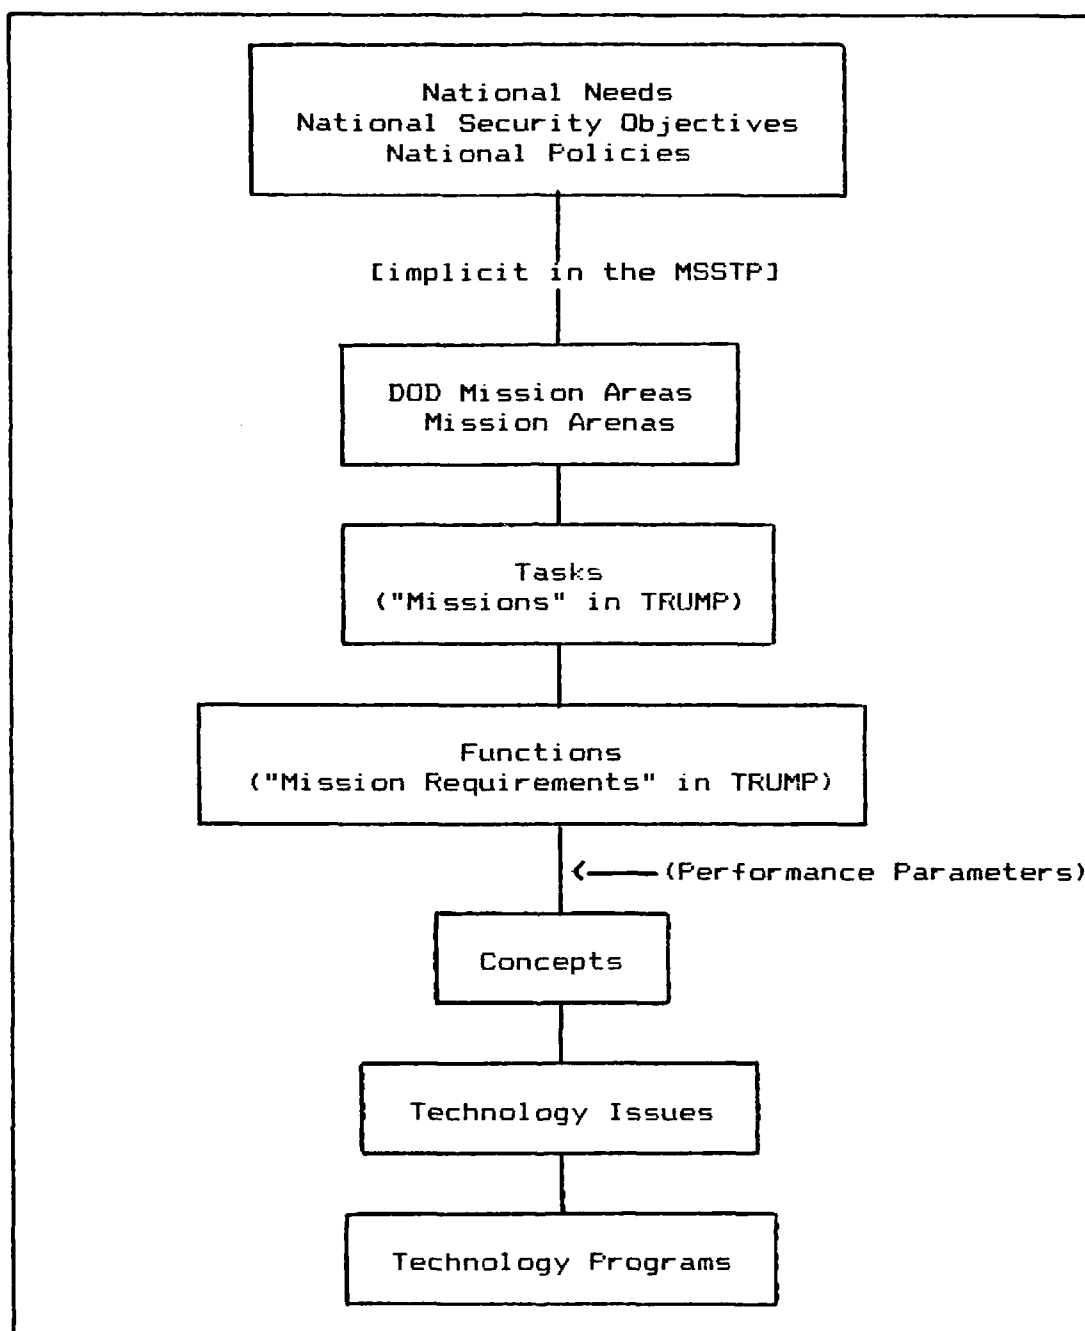 National Needs
National Security Objectives
National Policies
[implicit in the MSSTP]
DOD Mission Areas
Mission Arenas
Tasks
("Missions" in TRUMP)
Functions
("Mission Requirements" in TRUMP)
(Performance Parameters)
Concepts
Technology Issues
Technology Programs